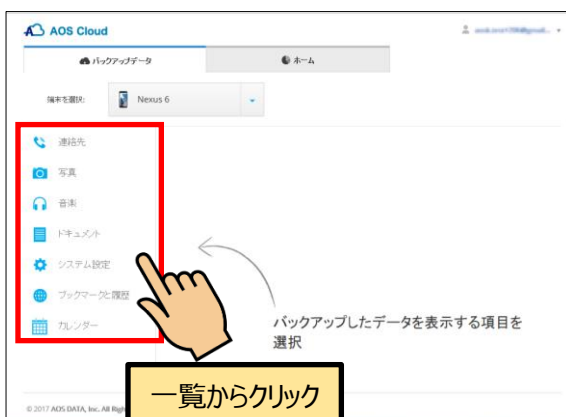 AOS Cloud
バックアップデータ
ホーム
端末を選択:
Nexus 6
連絡先
写真
音楽
ドキュメント
システム設定
ブックマークと履歴
カレンダー
バックアップしたデータを表示する項目を
選択
一覧からクリック
© 2017 AOS DATA, Inc. All